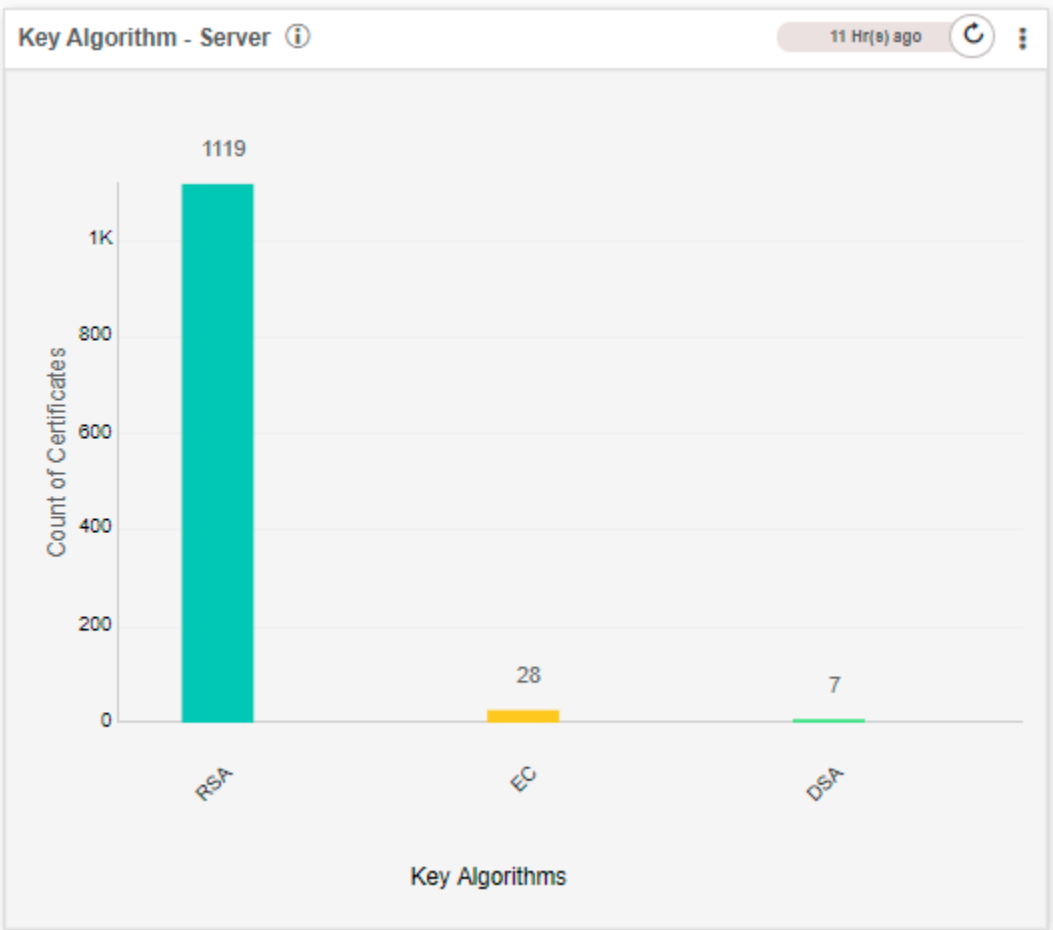 Key Algorithm - Server
11 Hr(s) ago
1119
1K
800
600
400
200
0
Count of Certificates
28
7
RSA
EC
DSA
Key Algorithms